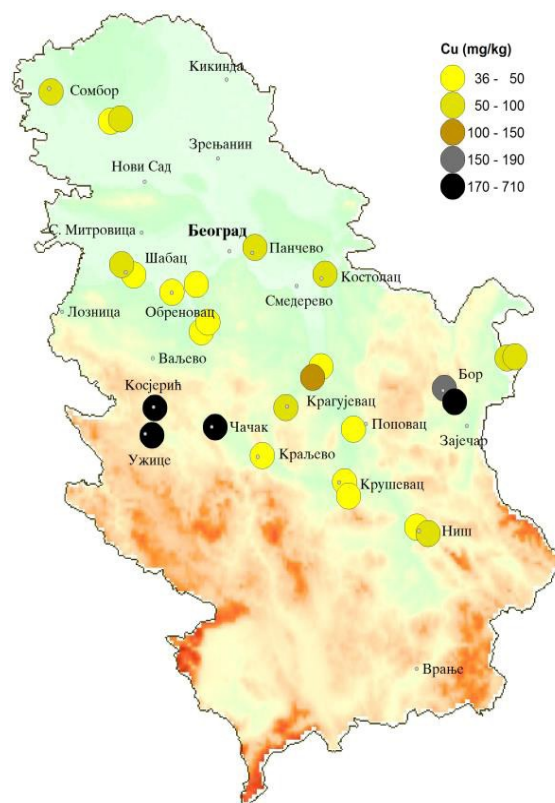 Cu (mg/kg)
36 - 50
50 - 100
100 - 150
150 - 190
170 - 710
Кикинда
Сомбор
Зрењанин
Нови Сад
С. Митровица
Београд
Панчево
Шабац
Костолац
Смедерево
Обреновац
Лозница
Ваљево
Бор
Косјерић
Крагујевац
Поповац
Чачак
Зајечар
Ужице
Краљево
Крушевац
Ниш
Врање